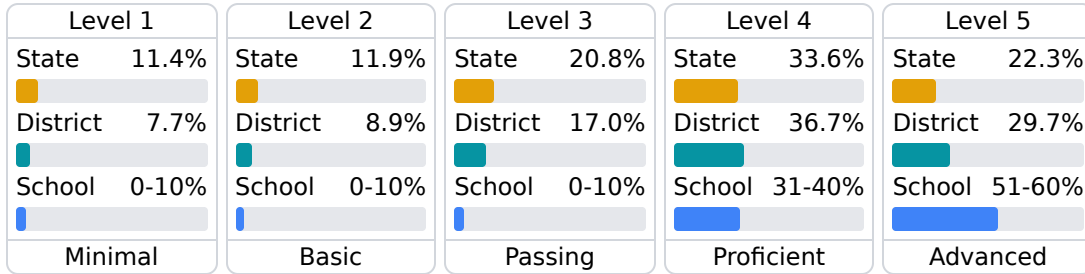 Level 1
State 11.4%
District 7.7%
School 0-10%
Minimal
Level 2
State 11.9%
District 8.9%
School 0-10%
Basic
Level 3
State 20.8%
District 17.0%
School 0-10%
Passing
Level 4
State 33.6%
District 36.7%
School 31-40%
Proficient
Level 5
State 22.3%
District 29.7%
School 51-60%
Advanced